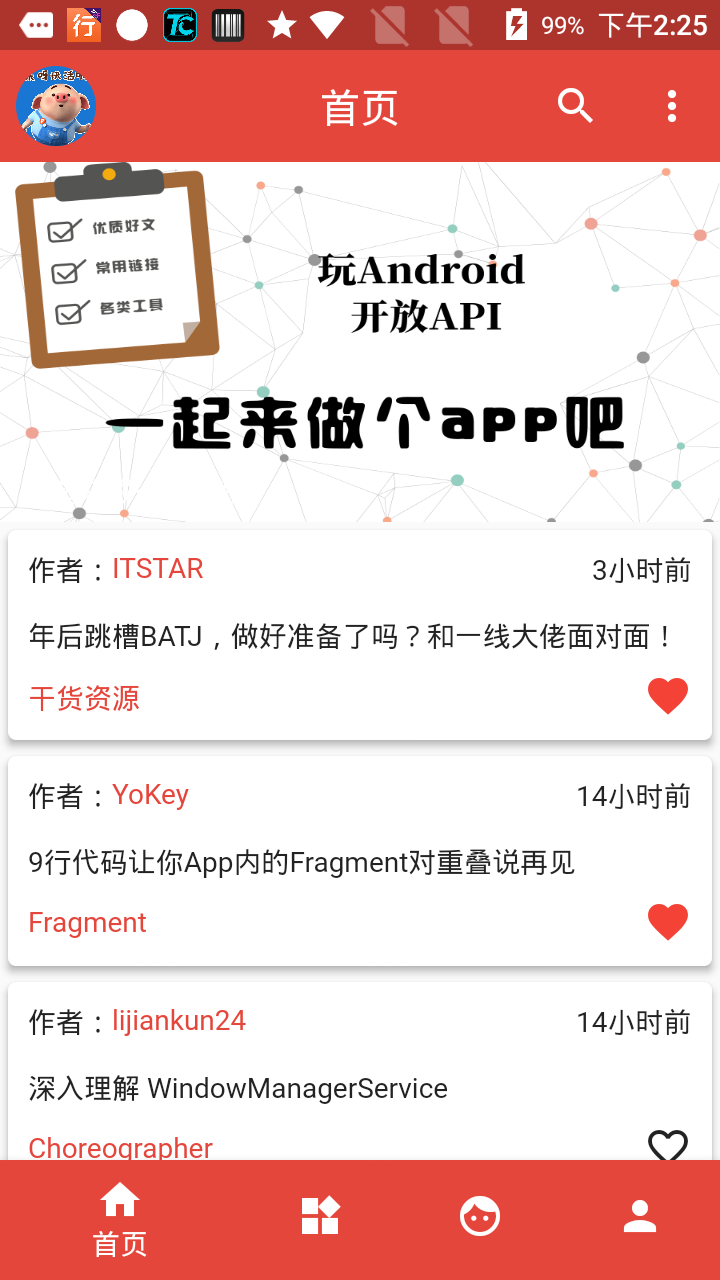 行
TC
99%
下午2:25
首页
优质好文
常用链接
各类工具
玩Android
开放API
一起来做个app吧
作者：ITSTAR
3小时前
年后跳槽BATJ，做好准备了吗？和一线大佬面对面！
干货资源
作者：YoKey
14小时前
9行代码让你App内的Fragment对重叠说再见
Fragment
作者：lijiankun24
14小时前
深入理解 WindowManagerService
Choreographer
首页